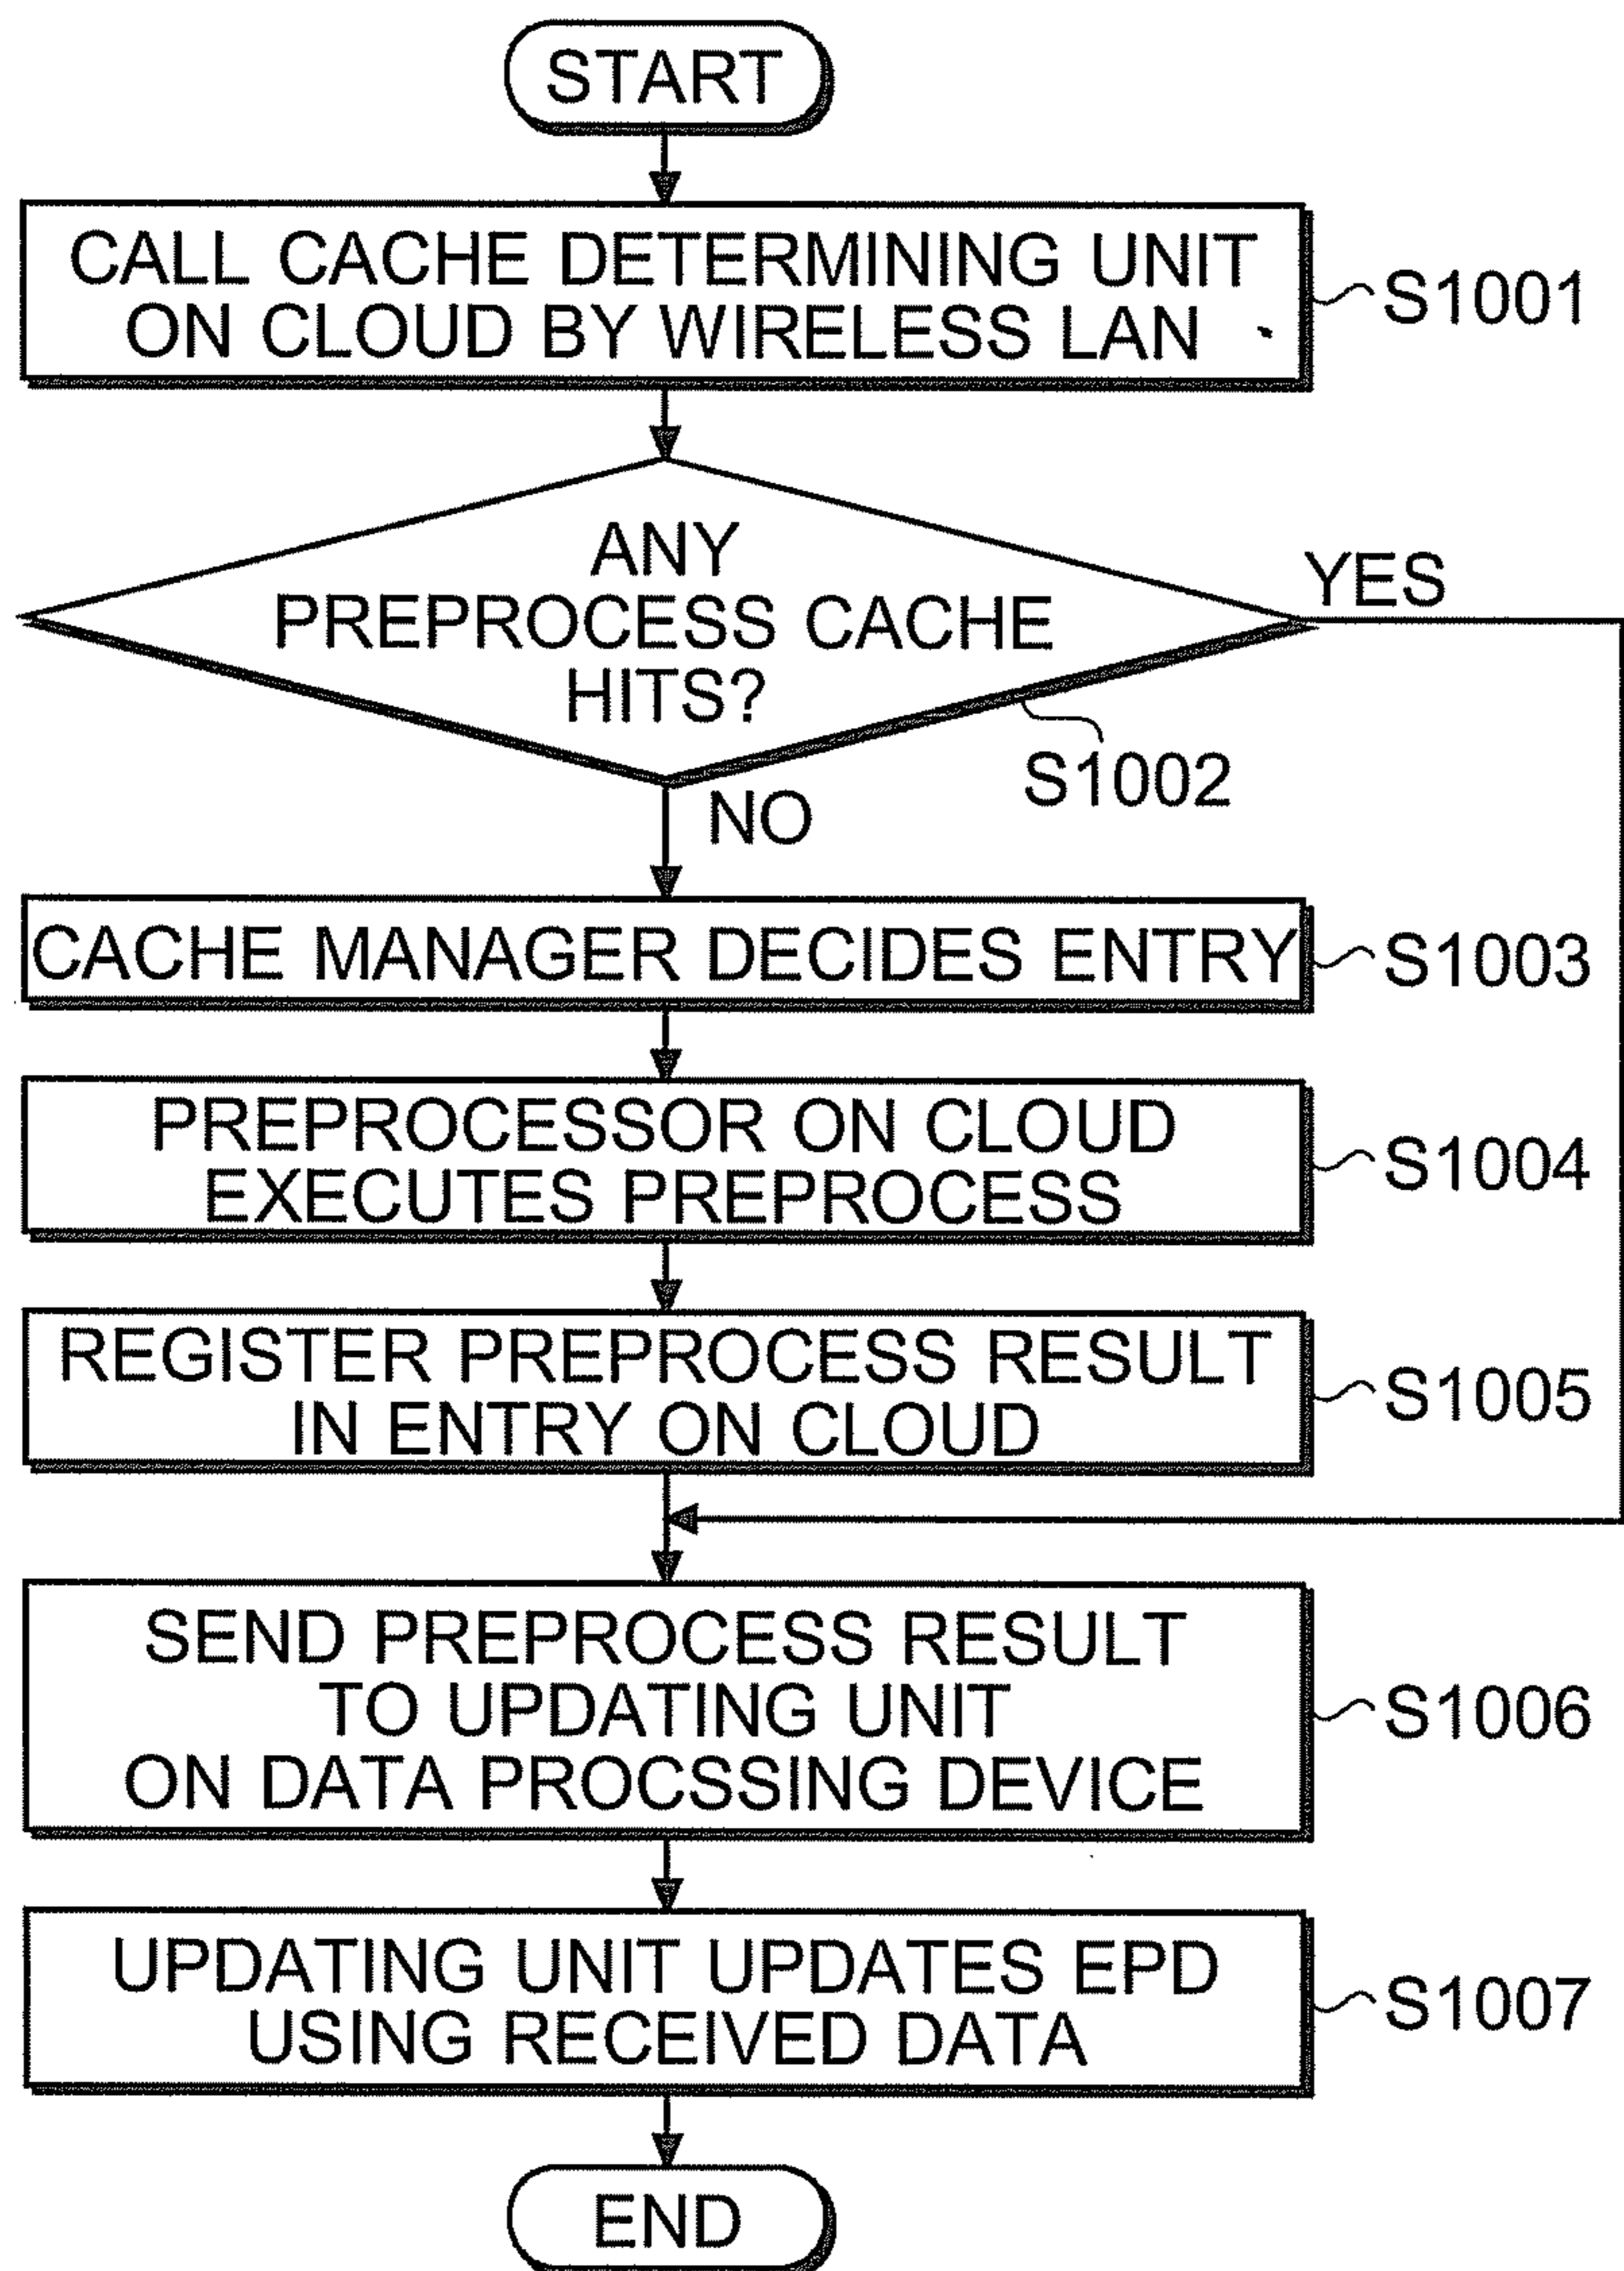 START
CALL CACHE DETERMINING UNIT
ON CLOUD BY WIRELESS LAN
S1001
ANY
PREPROCESS CACHE
HITS?
YES
S1002
NO
CACHE MANAGER DECIDES ENTRY
S1003
PREPROCESSOR ON CLOUD
EXECUTES PREPROCESS
S1004
REGISTER PREPROCESS RESULT
IN ENTRY ON CLOUD
S1005
SEND PREPROCESS RESULT
TO UPDATING UNIT
ON DATA PROCSSING DEVICE
S1006
UPDATING UNIT UPDATES EPD
USING RECEIVED DATA
S1007
END